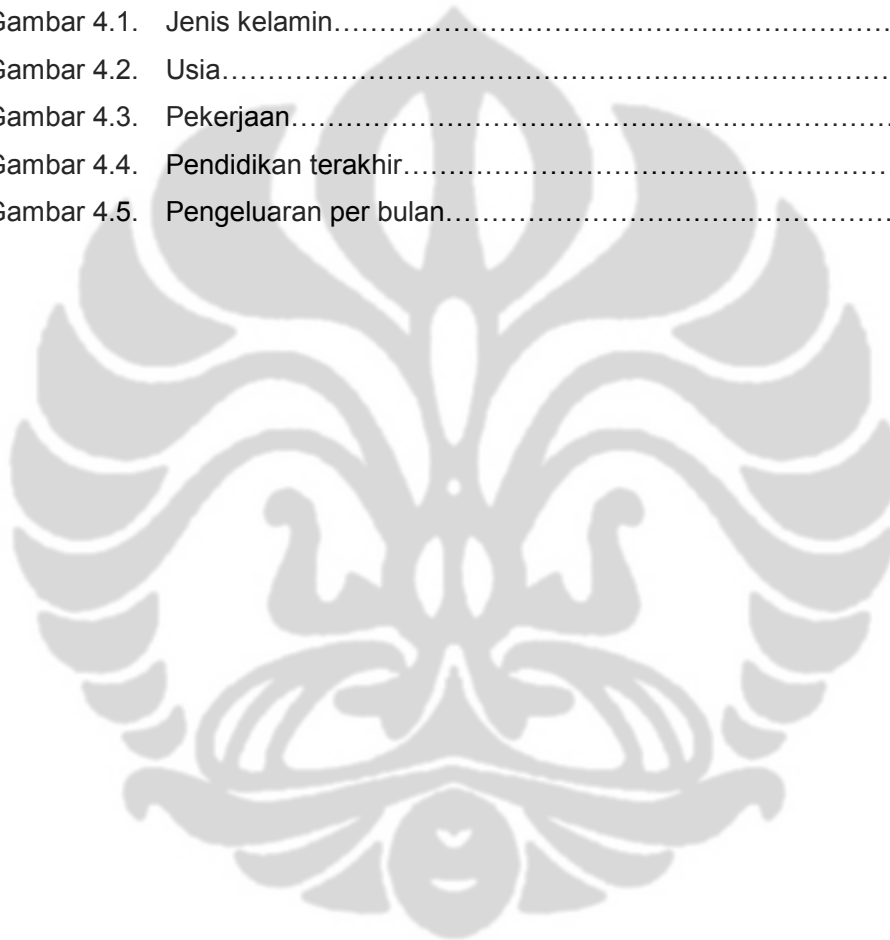 Gambar 4.1. Jenis kelamin……………………………………………………
Gambar 4.2. Usia…………………………………………………………………
Gambar 4.3. Pekerjaan…………………………………………………………
Gambar 4.4. Pendidikan terakhir………………………………………………
Gambar 4.5. Pengeluaran per bulan…………………………………………